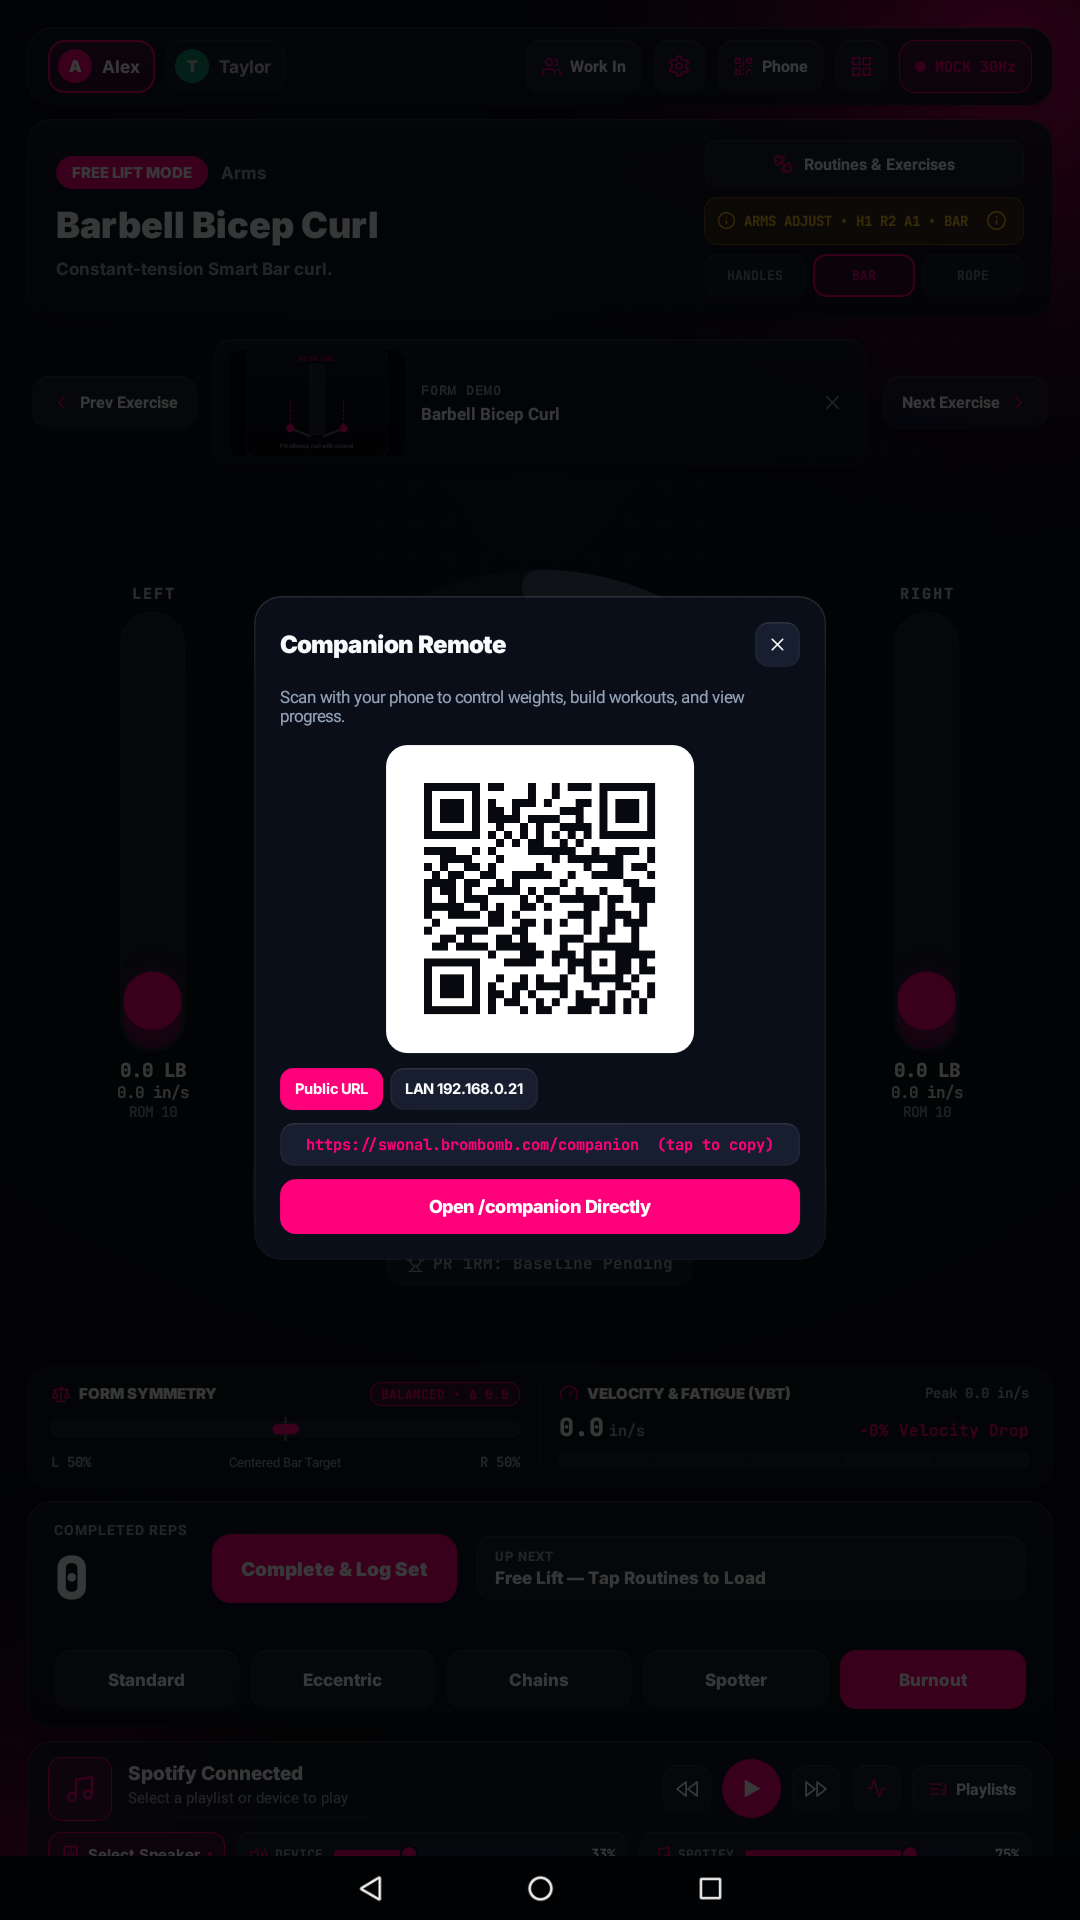 A Alex
T Taylor
Work In
Phone
MOCK 30Hz
FREE LIFT MODE
Arms
Barbell Bicep Curl
Constant-tension Smart Bar curl.
Routines & Exercises
ARMS ADJUST • H1 R2 A1 • BAR
HANDLES
BAR
ROPE
Prev Exercise
FORM DEMO
Barbell Bicep Curl
Next Exercise
LEFT
RIGHT
Companion Remote
Scan with your phone to control weights, build workouts, and view
progress.
Public URL
LAN 192.168.0.21
https://swonal.brombomb.com/companion (tap to copy)
Open /companion Directly
0.0 LB
0.0 in/s
ROM 10
0.0 LB
0.0 in/s
ROM 10
PR 1RM: Baseline Pending
FORM SYMMETRY
BALANCED • Δ 0.0
L 50%
Centered Bar Target
R 50%
VELOCITY & FATIGUE (VBT)
Peak 0.0 in/s
0.0 in/s
-0% Velocity Drop
COMPLETED REPS
0
Complete & Log Set
UP NEXT
Free Lift — Tap Routines to Load
Standard
Eccentric
Chains
Spotter
Burnout
Spotify Connected
Select a playlist or device to play
Playlists
Select Speaker
DEVICE
33%
SPOTIFY
75%